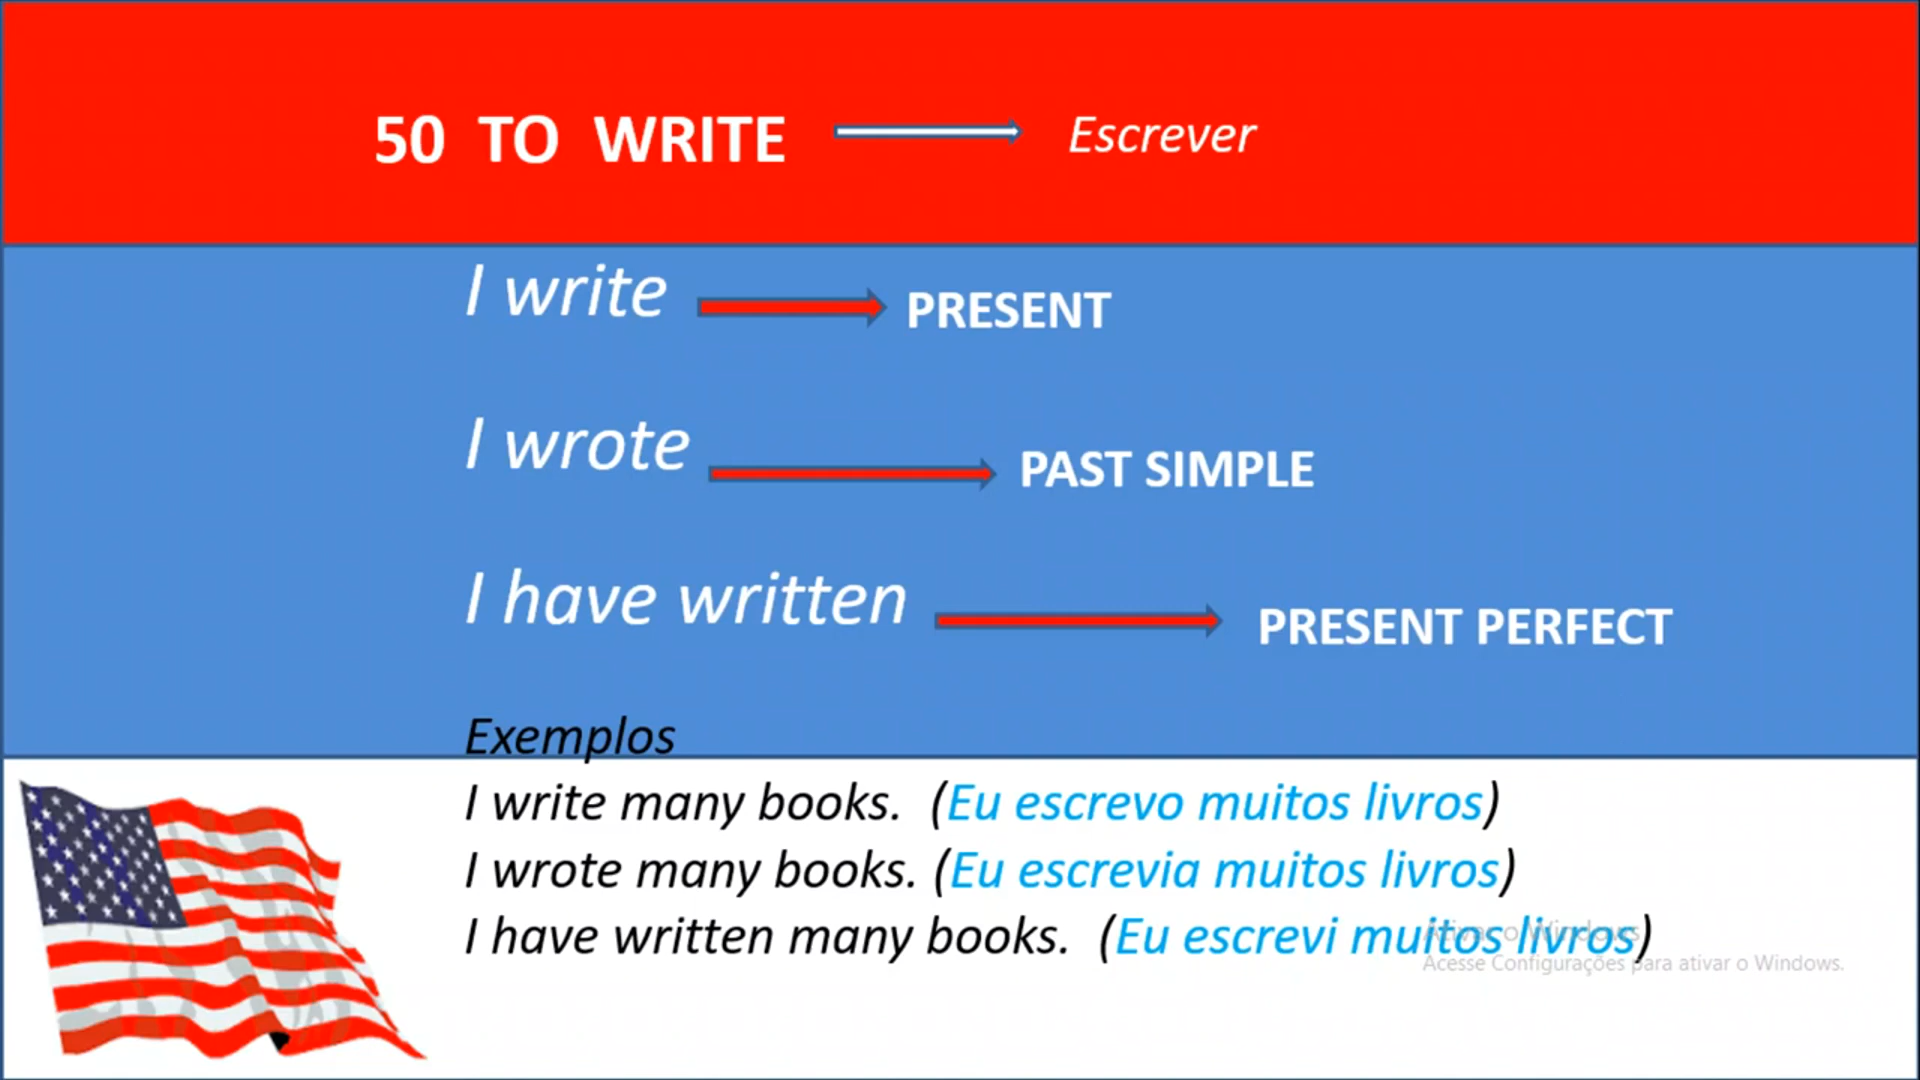 50 TO WRITE Escrever
I write PRESENT
I wrote PAST SIMPLE
I have written PRESENT PERFECT
Exemplos
I write many books. (Eu escrevo muitos livros)
I wrote many books. (Eu escrevia muitos livros)
I have written many books. (Eu escrevi muitos livros)
Ativar o Windows
Acesse Configurações para ativar o Windows.